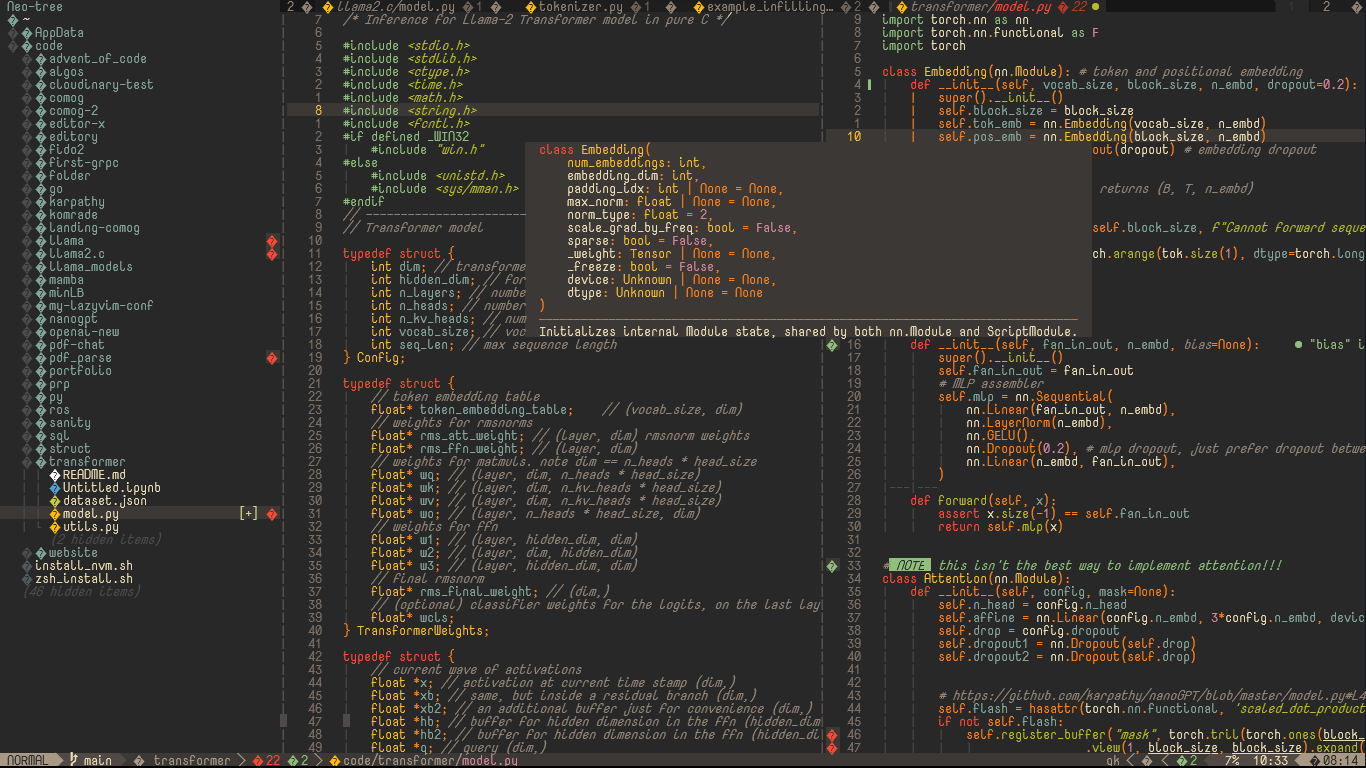 Neo-tree
~
AppData
code
advent_of_code
algos
cloudinary-test
comog
comog-2
editor-x
editory
fido2
first-grpc
folder
go
karpathy
komrade
landing-comog
llama
llama2.c
llama_models
mamba
minLB
my-lazyvim-conf
nanogpt
openai-new
pdf-chat
pdf_parse
portfolio
prp
py
ros
sanity
sql
struct
transformer
README.md
Untitled.ipynb
dataset.json
model.py [+]
utils.py
(2 hidden items)
website
install_nvm.sh
zsh_install.sh
(46 hidden items)
2 llama2.c/model.py 4 tokenizer.py 1 example_infilling…
7 /* Inference for Llama-2 Transformer model in pure C */
6
5 #include <stdio.h>
4 #include <stdlib.h>
3 #include <ctype.h>
2 #include <time.h>
1 #include <math.h>
8 #include <string.h>
1 #include <fcntl.h>
2 #if defined _WIN32
3 #include "win.h"
4 #else
5 #include <unistd.h>
6 #include <sys/mman.h>
7 #endif
8 // -----------------------
9 // Transformer model
10
11 typedef struct {
12 int dim; // transforme
13 int hidden_dim; // for
14 int n_layers; // numbe
15 int n_heads; // number
16 int n_kv_heads; // num
17 int vocab_size; // voc
18 int seq_len; // max sequence length
19 } Config;
20
21 typedef struct {
22 // token embedding table
23 float* token_embedding_table; // (vocab_size, dim)
24 // weights for rmsnorms
25 float* rms_att_weight; // (layer, dim) rmsnorm weights
26 float* rms_ffn_weight; // (layer, dim)
27 // weights for matmuls. note dim == n_heads * head_size
28 float* wq; // (layer, dim, n_heads * head_size)
29 float* wk; // (layer, dim, n_kv_heads * head_size)
30 float* wv; // (layer, dim, n_kv_heads * head_size)
31 float* wo; // (layer, n_heads * head_size, dim)
32 // weights for ffn
33 float* w1; // (layer, hidden_dim, dim)
34 float* w2; // (layer, dim, hidden_dim)
35 float* w3; // (layer, hidden_dim, dim)
36 // final rmsnorm
37 float* rms_final_weight; // (dim,)
38 // (optional) classifier weights for the logits, on the last lay
39 float* wcls;
40 } TransformerWeights;
41
42 typedef struct {
43 // current wave of activations
44 float *x; // activation at current time stamp (dim,)
45 float *xb; // same, but inside a residual branch (dim,)
46 float *xb2; // an additional buffer just for convenience (dim,)
47 float *hb; // buffer for hidden dimension in the ffn (hidden_dim
48 float *hb2; // buffer for hidden dimension in the ffn (hidden_di
49 float *q; // query (dim,)
class Embedding(
num_embeddings: int,
embedding_dim: int,
padding_idx: int | None = None,
max_norm: float | None = None,
norm_type: float = 2,
scale_grad_by_freq: bool = False,
sparse: bool = False,
_weight: Tensor | None = None,
_freeze: bool = False,
device: Unknown | None = None,
dtype: Unknown | None = None
)
Initializes internal Module state, shared by both nn.Module and ScriptModule.
2 transformer/model.py 22 1 2
9 import torch.nn as nn
8 import torch.nn.functional as F
7 import torch
6
5 class Embedding(nn.Module): # token and positional embedding
4 def __init__(self, vocab_size, block_size, n_embd, dropout=0.2):
3 super().__init__()
2 self.block_size = block_size
1 self.tok_emb = nn.Embedding(vocab_size, n_embd)
10 self.pos_emb = nn.Embedding(block_size, n_embd)
out(dropout) # embedding dropout
returns (B, T, n_embd)
self.block_size, f"Cannot forward seque
ch.arange(tok.size(1), dtype=torch.long
16 def __init__(self, fan_in_out, n_embd, bias=None): ● "bias" i
17 super().__init__()
18 self.fan_in_out = fan_in_out
19 # MLP assembler
20 self.mlp = nn.Sequential(
21 nn.Linear(fan_in_out, n_embd),
22 nn.LayerNorm(n_embd),
23 nn.GELU(),
24 nn.Dropout(0.2), # mlp dropout, just prefer dropout betwe
25 nn.Linear(n_embd, fan_in_out),
26 )
27
28 def forward(self, x):
29 assert x.size(-1) == self.fan_in_out
30 return self.mlp(x)
31
32
33 # NOTE this isn't the best way to implement attention!!!
34 class Attention(nn.Module):
35 def __init__(self, config, mask=None):
36 self.n_head = config.n_head
37 self.affine = nn.Linear(config.n_embd, 3*config.n_embd, devic
38 self.drop = config.dropout
39 self.dropout1 = nn.Dropout(self.drop)
40 self.dropout2 = nn.Dropout(self.drop)
41
42
43 # https://github.com/karpathy/nanoGPT/blob/master/model.py#L4
44 self.flash = hasattr(torch.nn.functional, 'scaled_dot_product
45 if not self.flash:
46 self.register_buffer("mask", torch.tril(torch.ones(block_
47 .view(1, block_size, block_size).expand(
NORMAL main transformer 22 2 code/transformer/model.py gk 2 7% 10:33 08:14